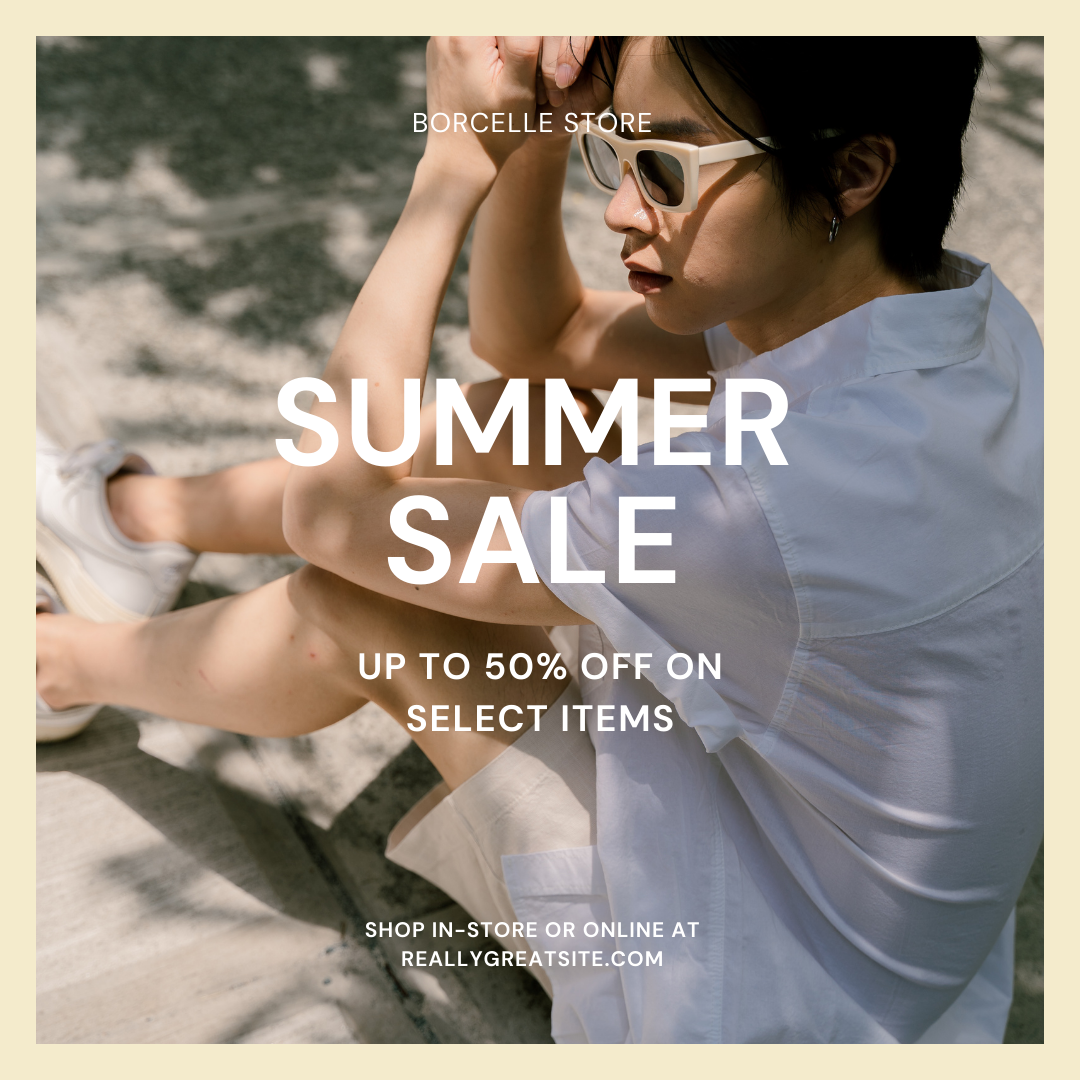 BORCELLE STORE
SUMMER
SALE
UP TO 50% OFF ON
SELECT ITEMS
SHOP IN-STORE OR ONLINE AT
REALLYGREATSITE.COM